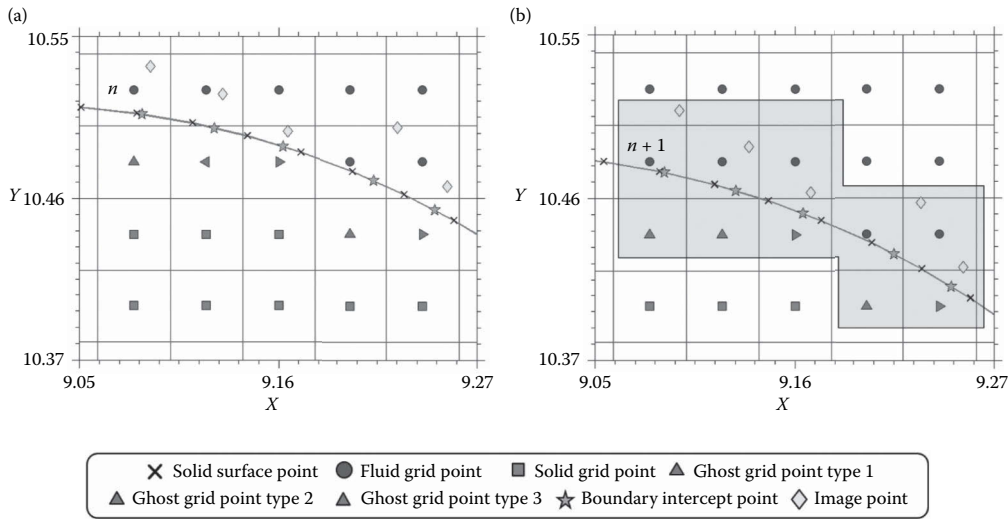 (a)
10.55
n
Y 10.46
10.37
9.05 9.16 9.27
X
(b)
10.55
n + 1
Y 10.46
10.37
9.05 9.16 9.27
X
Solid surface point Fluid grid point Solid grid point Ghost grid point type 1
Ghost grid point type 2 Ghost grid point type 3 Boundary intercept point Image point